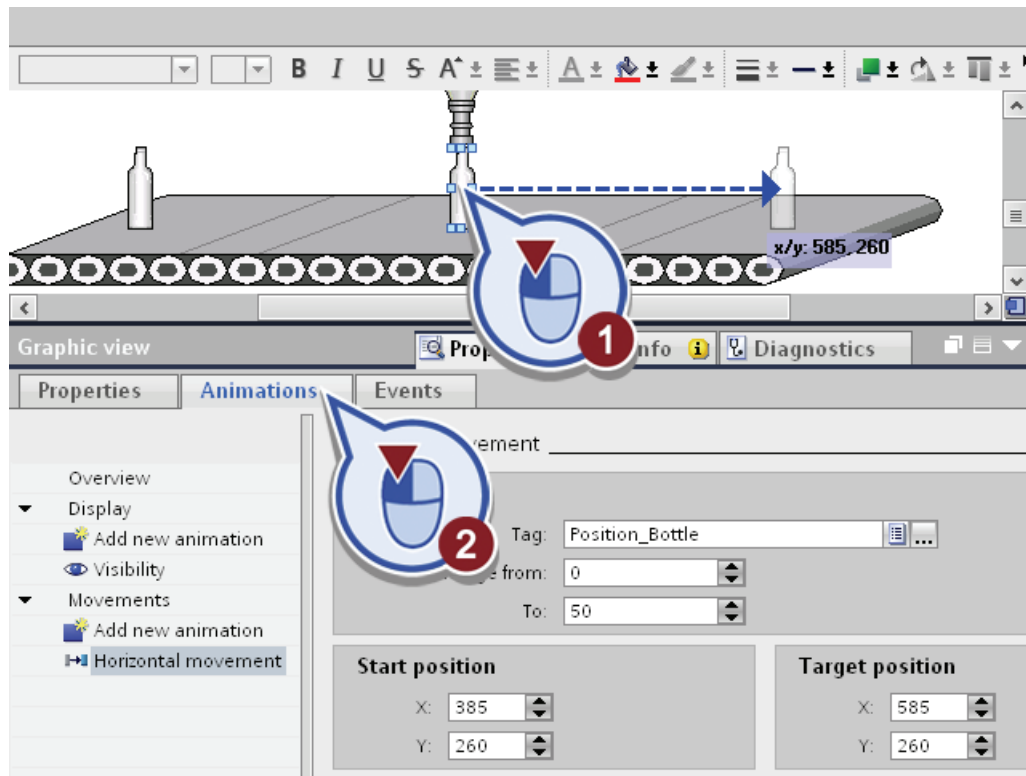 B I U S A
x/y: 585, 260
1
Graphic view
Prop nfo Diagnostics
Properties Animations Events
ement
Overview
Display
Add new animation
Visibility
Movements
Add new animation
Horizontal movement
2
Tag: Position_Bottle ...
e from: 0
To: 50
Start position Target position
X: 385 X: 585
Y: 260 Y: 260